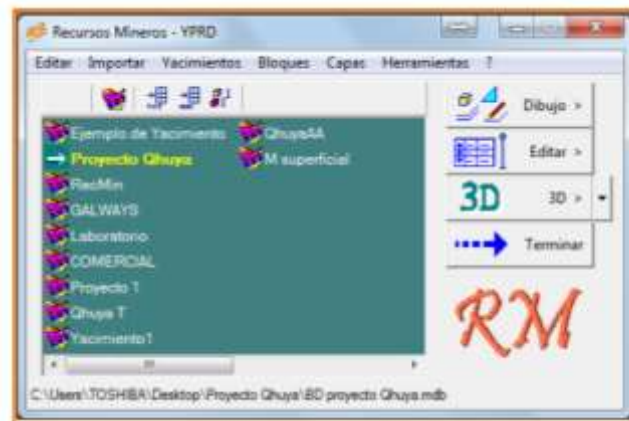 Recursos Mineros - YPRD
Editar Importar Yacimientos Bloques Capas Herramientas ?
Ejemplo de Yacimiento
Proyecto Qhuya
RecMin
GALWAYS
Laboratorio
COMERCIAL
Proyecto 1
Qhuya T
Yacimiento1
QhuyaAA
M superficial
Dibujo >
Editar >
3D 3D >
Terminar
RM
C:\Users\TOSHIBA\Desktop\Proyecto Qhuya\BD proyecto Qhuya.mdb